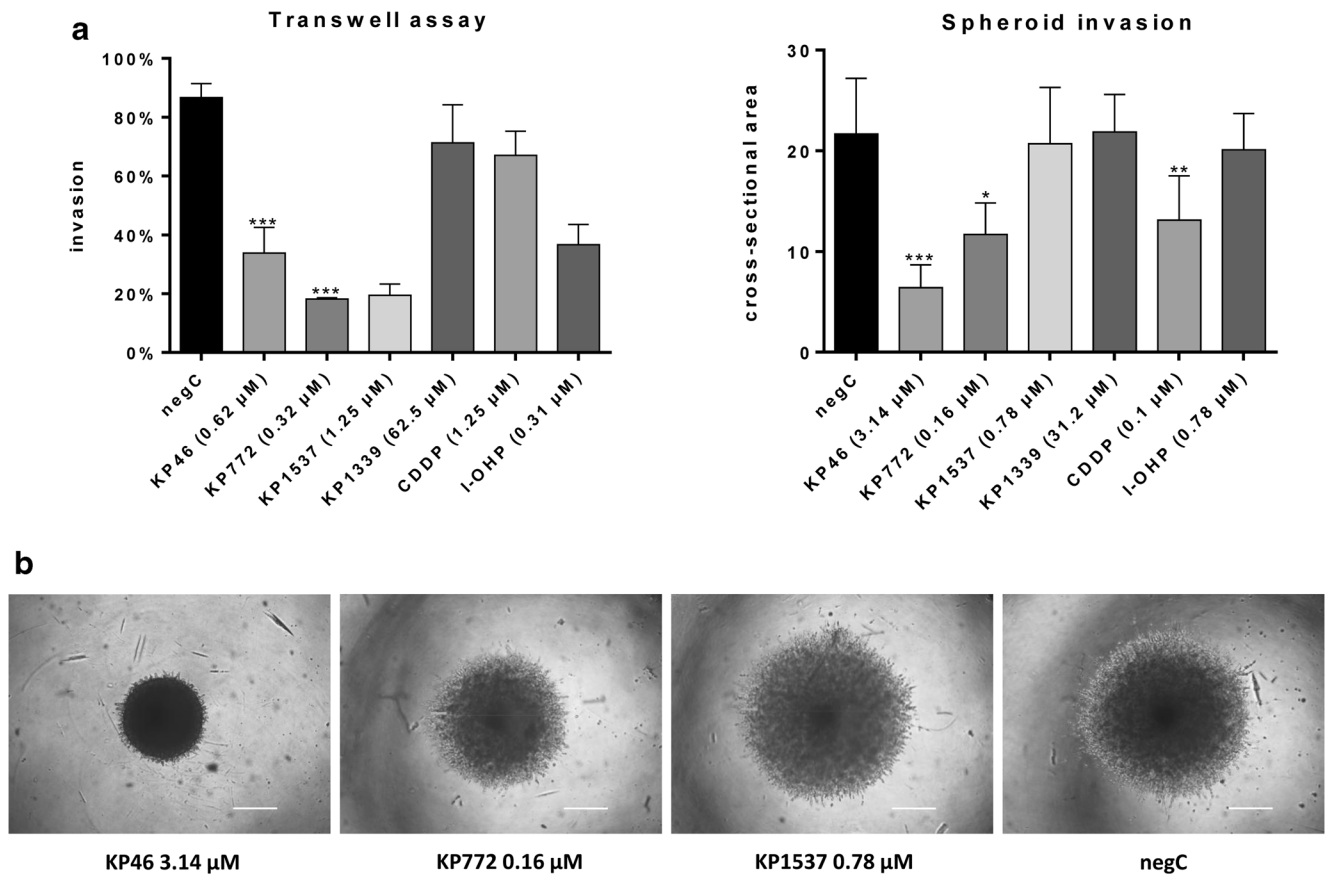 a
Transwell assay
invasion
100%
80%
60%
40%
20%
0%
***
***
negC
KP46 (0.62 µM)
KP772 (0.32 µM)
KP1537 (1.25 µM)
KP1339 (62.5 µM)
CDDP (1.25 µM)
l-OHP (0.31 µM)
Spheroid invasion
cross-sectional area
30
20
10
0
***
*
**
negC
KP46 (3.14 µM)
KP772 (0.16 µM)
KP1537 (0.78 µM)
KP1339 (31.2 µM)
CDDP (0.1 µM)
l-OHP (0.78 µM)
b
KP46 3.14 µM
KP772 0.16 µM
KP1537 0.78 µM
negC